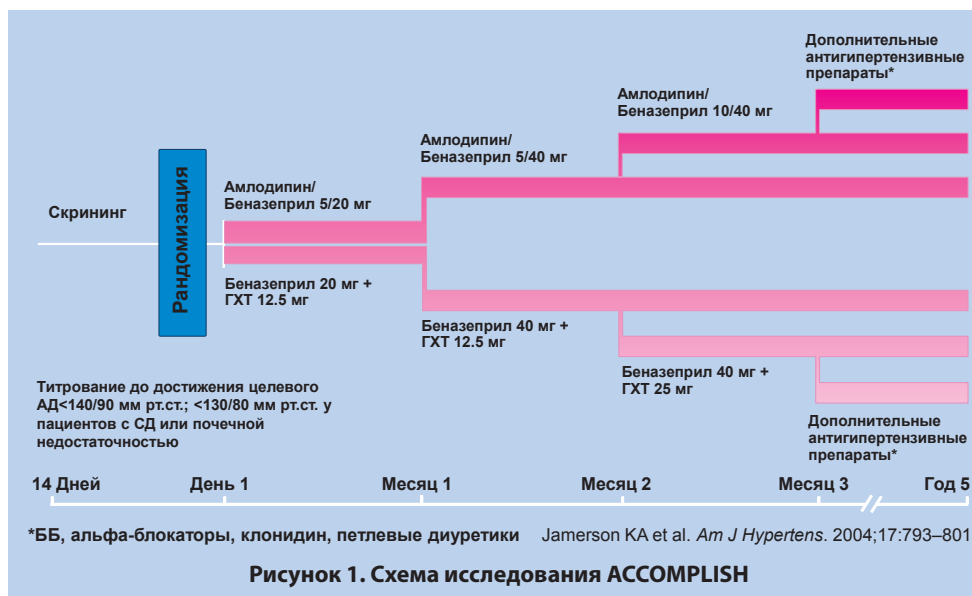 Дополнительные
антигипертензивные
препараты*
Амлодипин/
Беназеприл 10/40 мг
Амлодипин/
Беназеприл 5/40 мг
Амлодипин/
Беназеприл 5/20 мг
Скрининг
Рандомизация
Беназеприл 20 мг +
ГХТ 12.5 мг
Беназеприл 40 мг +
ГХТ 12.5 мг
Беназеприл 40 мг +
ГХТ 25 мг
Дополнительные
антигипертензивные
препараты*
Титрование до достижения целевого
АД<140/90 мм рт.ст.; <130/80 мм рт.ст. у
пациентов с СД или почечной
недостаточностью
14 Дней День 1 Месяц 1 Месяц 2 Месяц 3 Год 5
*ББ, альфа-блокаторы, клонидин, петлевые диуретики Jamerson KA et al. Am J Hypertens. 2004;17:793–801
Рисунок 1. Схема исследования ACCOMPLISH